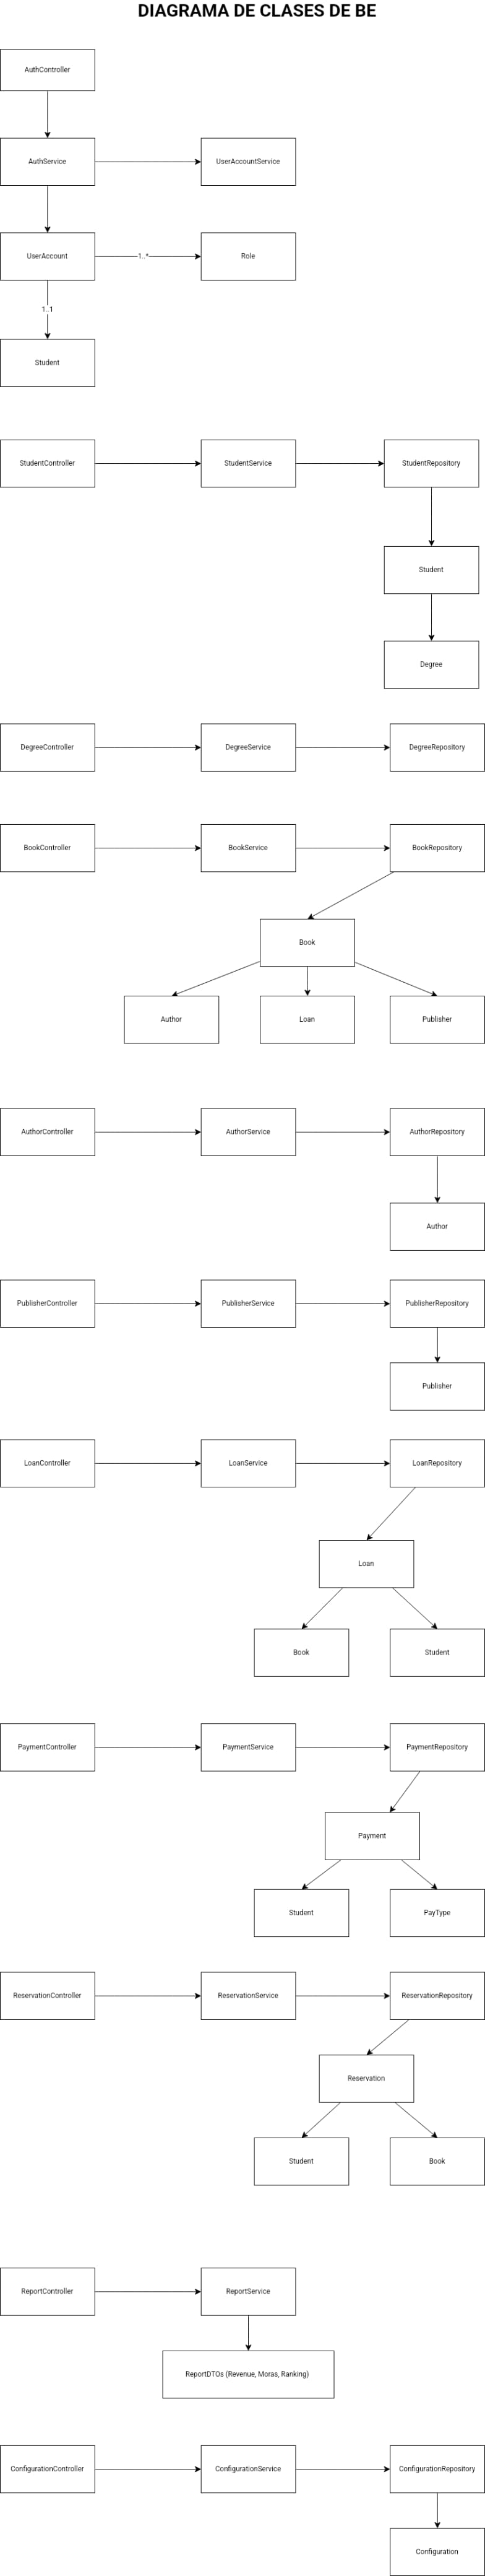 DIAGRAMA DE CLASES DE BE
AuthController
AuthService
UserAccountService
UserAccount
1..*
Role
1..1
Student
StudentController
StudentService
StudentRepository
Student
Degree
DegreeController
DegreeService
DegreeRepository
BookController
BookService
BookRepository
Book
Author
Loan
Publisher
AuthorController
AuthorService
AuthorRepository
Author
PublisherController
PublisherService
PublisherRepository
Publisher
LoanController
LoanService
LoanRepository
Loan
Book
Student
PaymentController
PaymentService
PaymentRepository
Payment
Student
PayType
ReservationController
ReservationService
ReservationRepository
Reservation
Student
Book
ReportController
ReportService
ReportDTOs (Revenue, Moras, Ranking)
ConfigurationController
ConfigurationService
ConfigurationRepository
Configuration